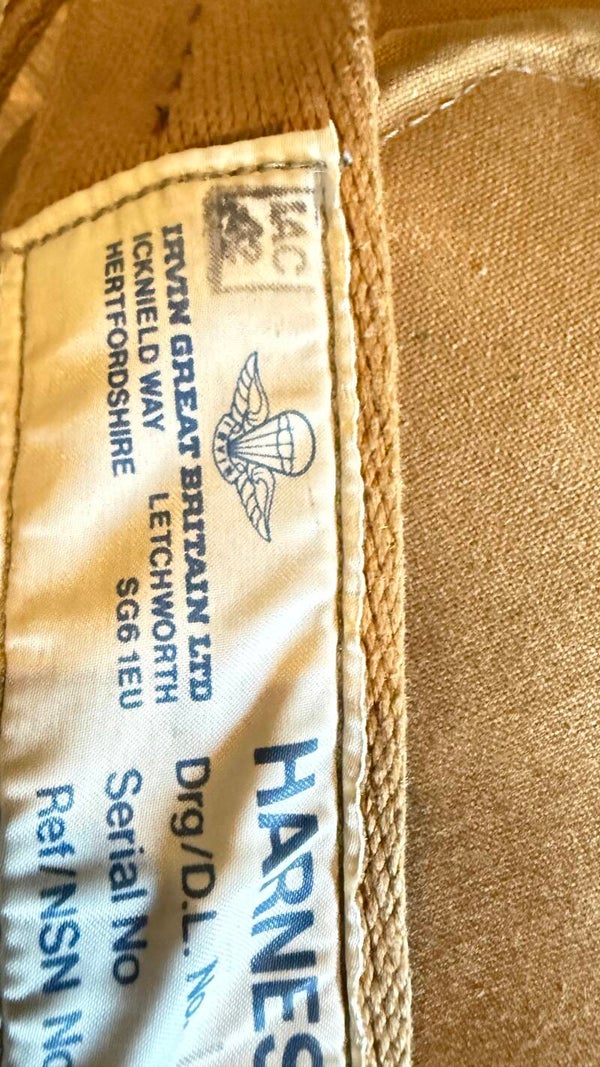 IRVIN GREAT BRITAIN LTD
ICKNIELD WAY LETCHWORTH
HERTFORDSHIRE SG6 1EU
HARNES
Drg/D.L. No.
Serial No
Ref/NSN No